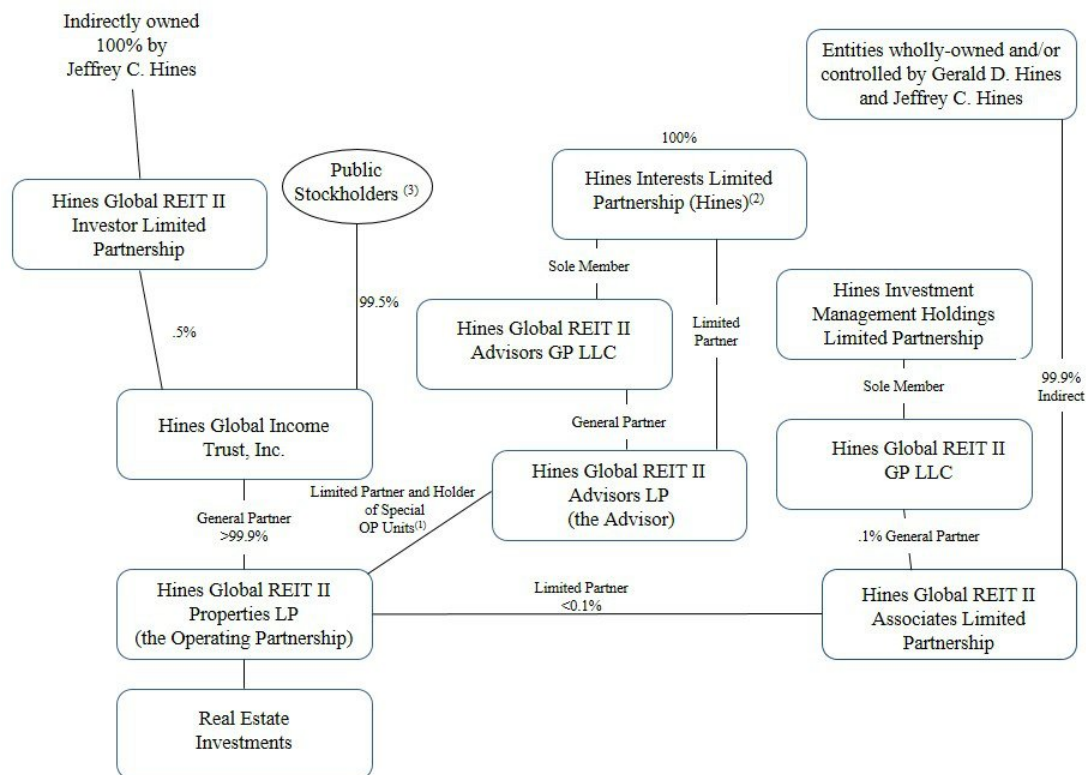 Indirectly owned
100% by
Jeffrey C. Hines
Entities wholly-owned and/or
controlled by Gerald D. Hines
and Jeffrey C. Hines
100%
Public
Stockholders (3)
Hines Interests Limited
Partnership (Hines)(2)
Hines Global REIT II
Investor Limited
Partnership
Sole Member
99.5%
Hines Investment
Management Holdings
Limited Partnership
Hines Global REIT II
Advisors GP LLC
Limited
Partner
.5%
99.9%
Indirect
Sole Member
Hines Global Income
Trust, Inc.
General Partner
Hines Global REIT II
GP LLC
Hines Global REIT II
Advisors LP
(the Advisor)
Limited Partner and Holder
of Special
OP Units(1)
General Partner
>99.9%
.1% General Partner
Hines Global REIT II
Properties LP
(the Operating Partnership)
Limited Partner
<0.1%
Hines Global REIT II
Associates Limited
Partnership
Real Estate
Investments